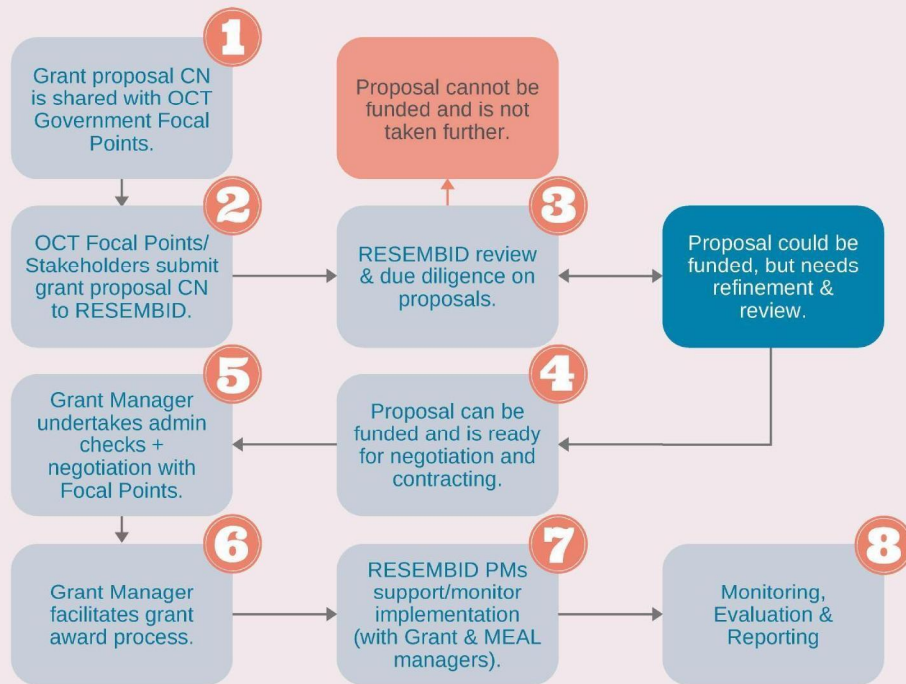 1
Grant proposal CN
is shared with OCT
Government Focal
Points.
Proposal cannot be
funded and is not
taken further.
2
OCT Focal Points/
Stakeholders submit
grant proposal CN
to RESEMBID.
3
RESEMBID review
& due diligence on
proposals.
Proposal could be
funded, but needs
refinement &
review.
4
Proposal can be
funded and is ready
for negotiation and
contracting.
5
Grant Manager
undertakes admin
checks +
negotiation with
Focal Points.
6
Grant Manager
facilitates grant
award process.
7
RESEMBID PMs
support/monitor
implementation
(with Grant & MEAL
managers).
8
Monitoring,
Evaluation &
Reporting